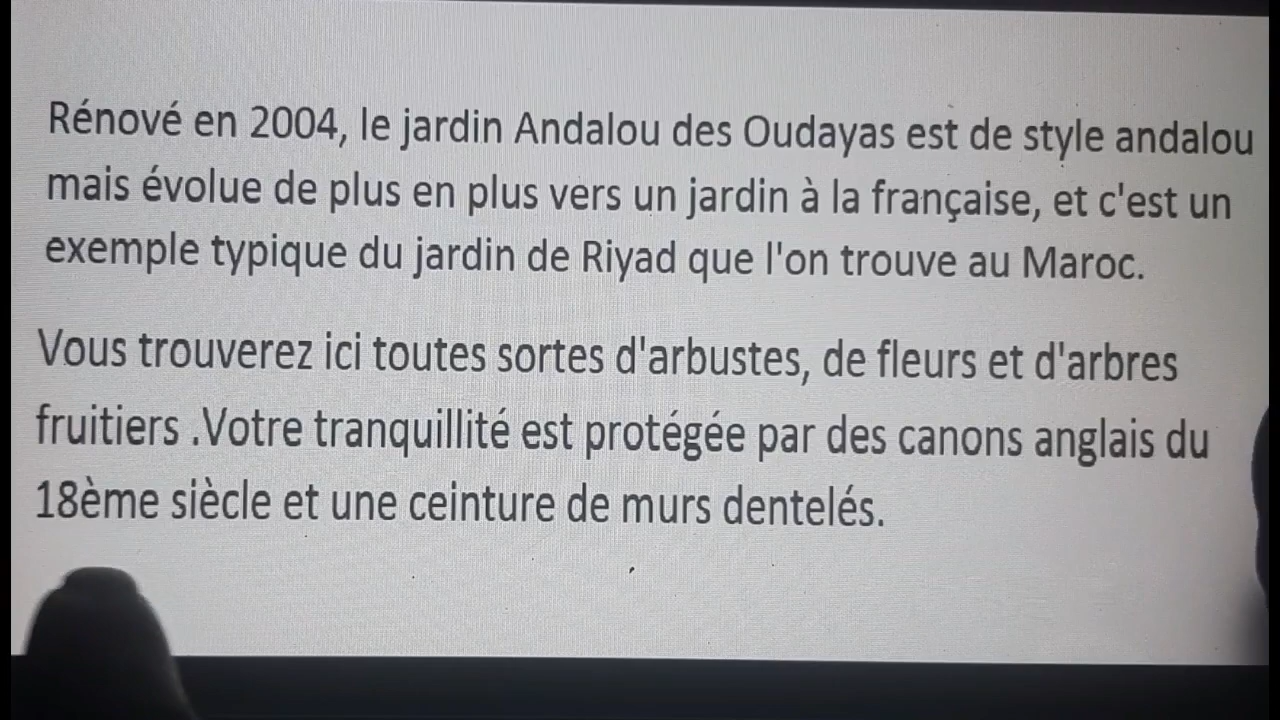 Rénové en 2004, le jardin Andalou des Oudayas est de style andalou
mais évolue de plus en plus vers un jardin à la française, et c'est un
exemple typique du jardin de Riyad que l'on trouve au Maroc.
Vous trouverez ici toutes sortes d'arbustes, de fleurs et d'arbres
fruitiers .Votre tranquillité est protégée par des canons anglais du
18ème siècle et une ceinture de murs dentelés.